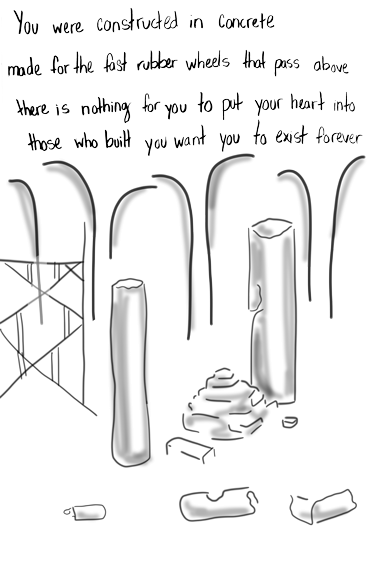 You were constructed in concrete
made for the fast rubber wheels that pass above
there is nothing for you to put your heart into
those who built you want you to exist forever